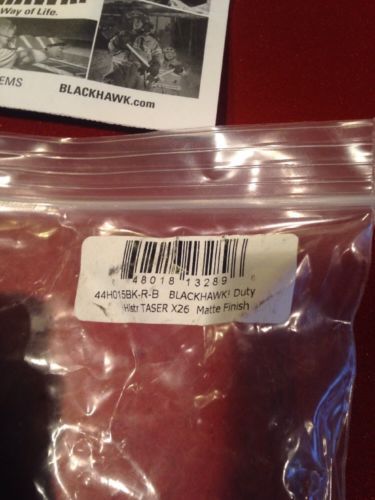 Way of Life.
EMS
BLACKHAWK.com
48018 13289
44H015BK-R-B BLACKHAWK! Duty
Hlstr TASER X26 Matte Finish